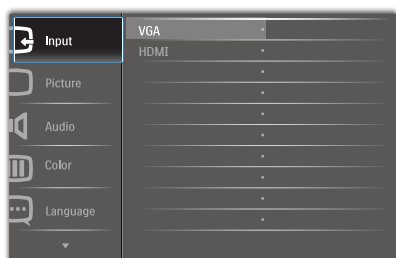 Input
VGA
HDMI
Picture
Audio
Color
Language